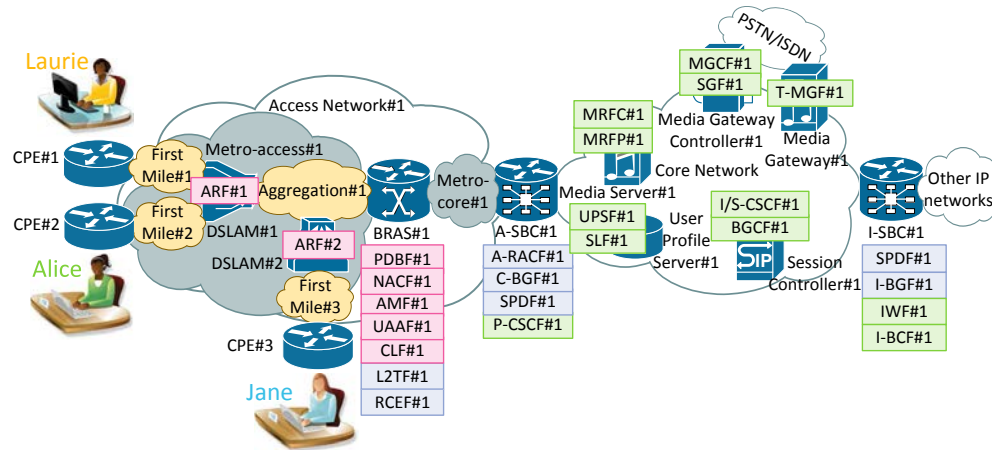 Laurie
PSTN/ISDN
MGCF#1
SGF#1
T-MGF#1
Access Network#1
MRFC#1
MRFP#1
Media Gateway
Controller#1
Media
Gateway#1
CPE#1
First
Mile#1
Metro-access#1
ARF#1
Aggregation#1
Metro-
core#1
Core Network
Media Server#1
Other IP
networks
CPE#2
First
Mile#2
DSLAM#1
ARF#2
DSLAM#2
BRAS#1
A-SBC#1
UPSF#1
SLF#1
User
Profile
Server#1
I/S-CSCF#1
BGCF#1
SIP
Session
Controller#1
I-SBC#1
Alice
First
Mile#3
CPE#3
Jane
PDBF#1
NACF#1
AMF#1
UAAF#1
CLF#1
L2TF#1
RCEF#1
A-RACF#1
C-BGF#1
SPDF#1
P-CSCF#1
SPDF#1
I-BGF#1
IWF#1
I-BCF#1